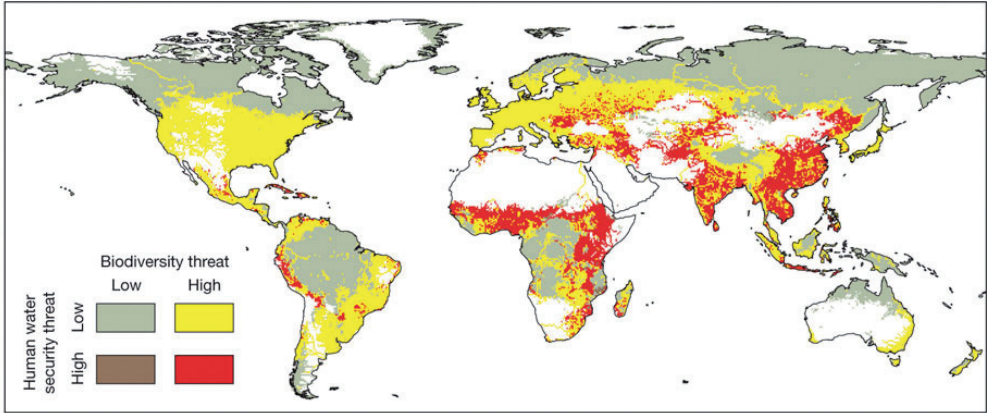 Biodiversity threat
Low High
Human water
security threat
Low
High